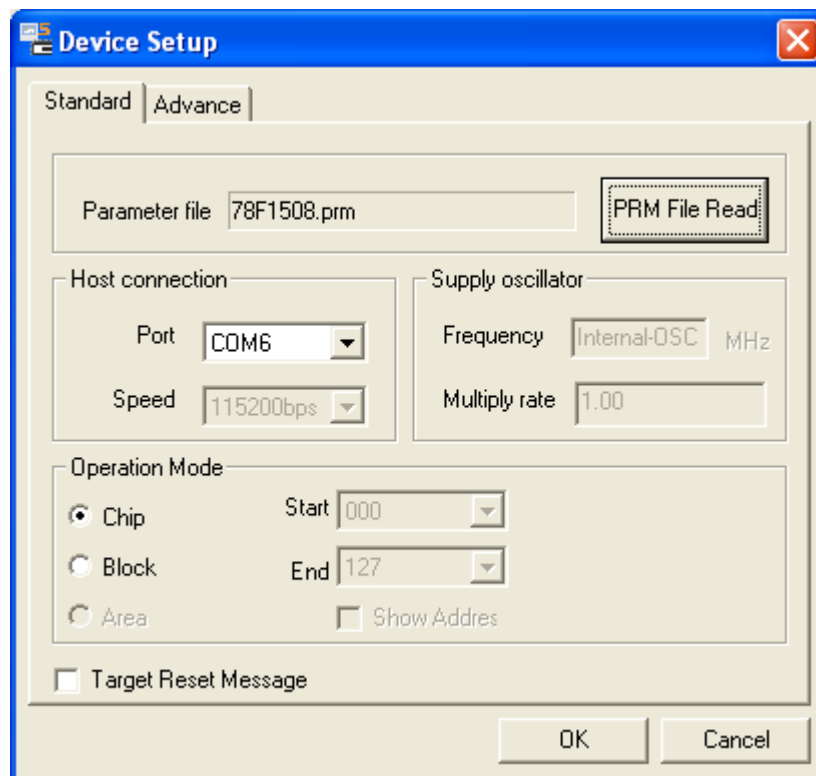 Device Setup
Standard Advance
Parameter file 78F1508.prm PRM File Read
Host connection
Port COM6
Speed 115200bps
Supply oscillator
Frequency Internal-OSC MHz
Multiply rate 1.00
Operation Mode
Chip Start 000
Block End 127
Area Show Addres
Target Reset Message
OK Cancel